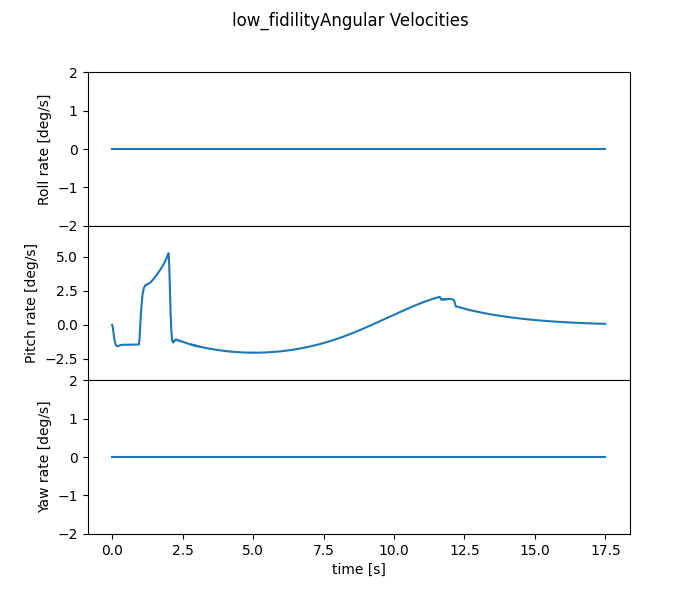 low_fidilityAngular Velocities
2
1
0
−1
−2
Roll rate [deg/s]
5.0
2.5
0.0
−2.5
Pitch rate [deg/s]
2
1
0
−1
−2
Yaw rate [deg/s]
0.0 2.5 5.0 7.5 10.0 12.5 15.0 17.5
time [s]